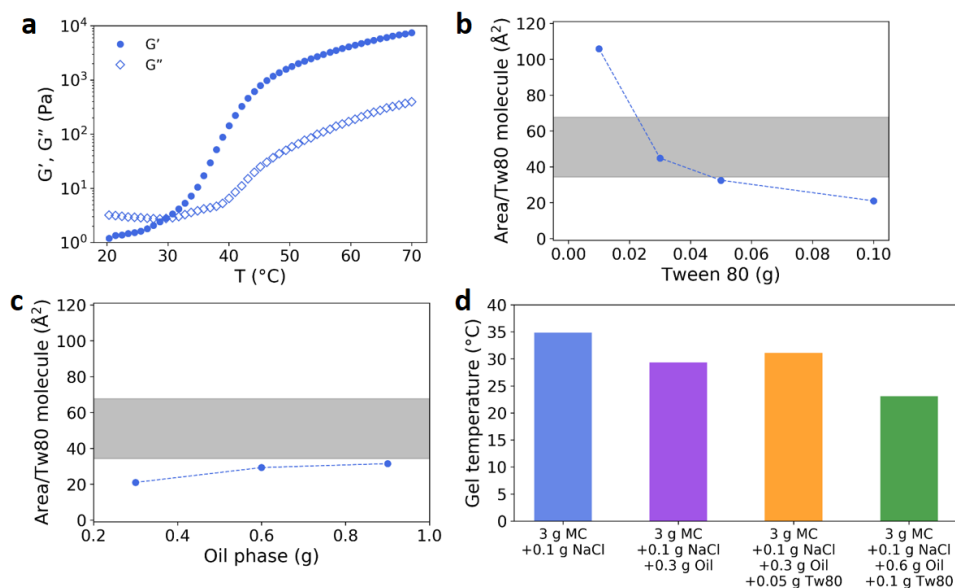 a
G', G'' (Pa)
10⁴
10³
10²
10¹
10⁰
G'
G''
20 30 40 50 60 70
T (°C)
b
Area/Tw80 molecule (Å²)
120
100
80
60
40
20
0
0.00 0.02 0.04 0.06 0.08 0.10
Tween 80 (g)
c
Area/Tw80 molecule (Å²)
120
100
80
60
40
20
0
0.2 0.4 0.6 0.8 1.0
Oil phase (g)
d
Gel temperature (°C)
40
35
30
25
20
15
10
5
0
3 g MC
+0.1 g NaCl
3 g MC
+0.1 g NaCl
+0.3 g Oil
3 g MC
+0.1 g NaCl
+0.3 g Oil
+0.05 g Tw80
3 g MC
+0.1 g NaCl
+0.6 g Oil
+0.1 g Tw80